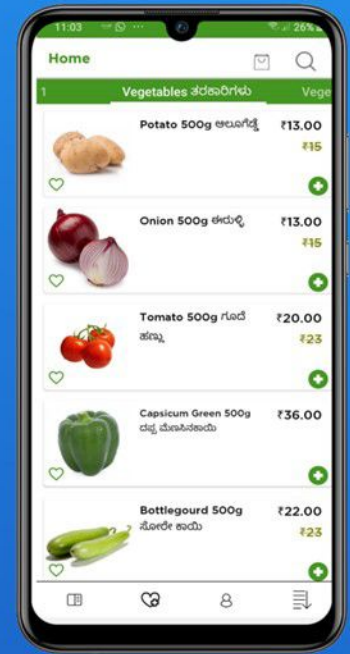 11:03
26%
Home
1
Vegetables ತರಕಾರಿಗಳು
Vege
Potato 500g ಆಲೂಗೆಡ್ಡೆ
₹13.00
₹15
Onion 500g ಈರುಳ್ಳಿ
₹13.00
₹15
Tomato 500g ಗೂದೆ
ಹಣ್ಣು
₹20.00
₹23
Capsicum Green 500g
ದಪ್ಪ ಮೆಣಸಿನಕಾಯಿ
₹36.00
Bottlegourd 500g
ಸೋರೇ ಕಾಯಿ
₹22.00
₹23